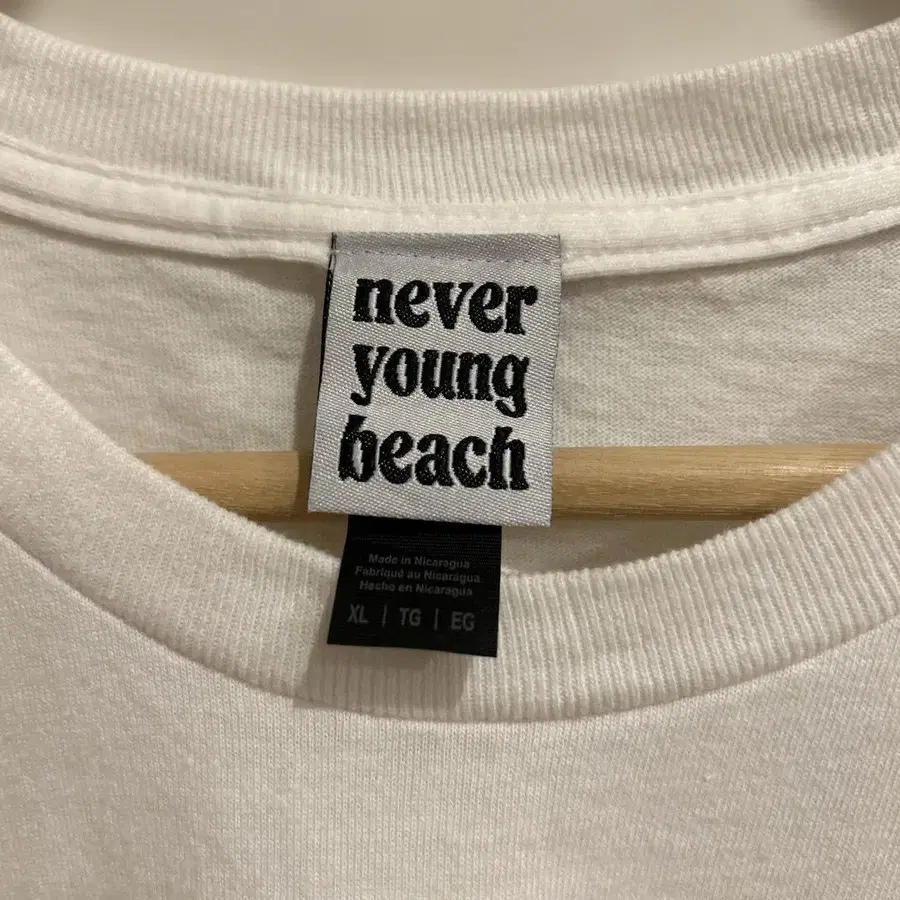 never
young
beach
Made in Nicaragua
Fabriqué au Nicaragua
Hecho en Nicaragua
XL | TG | EG